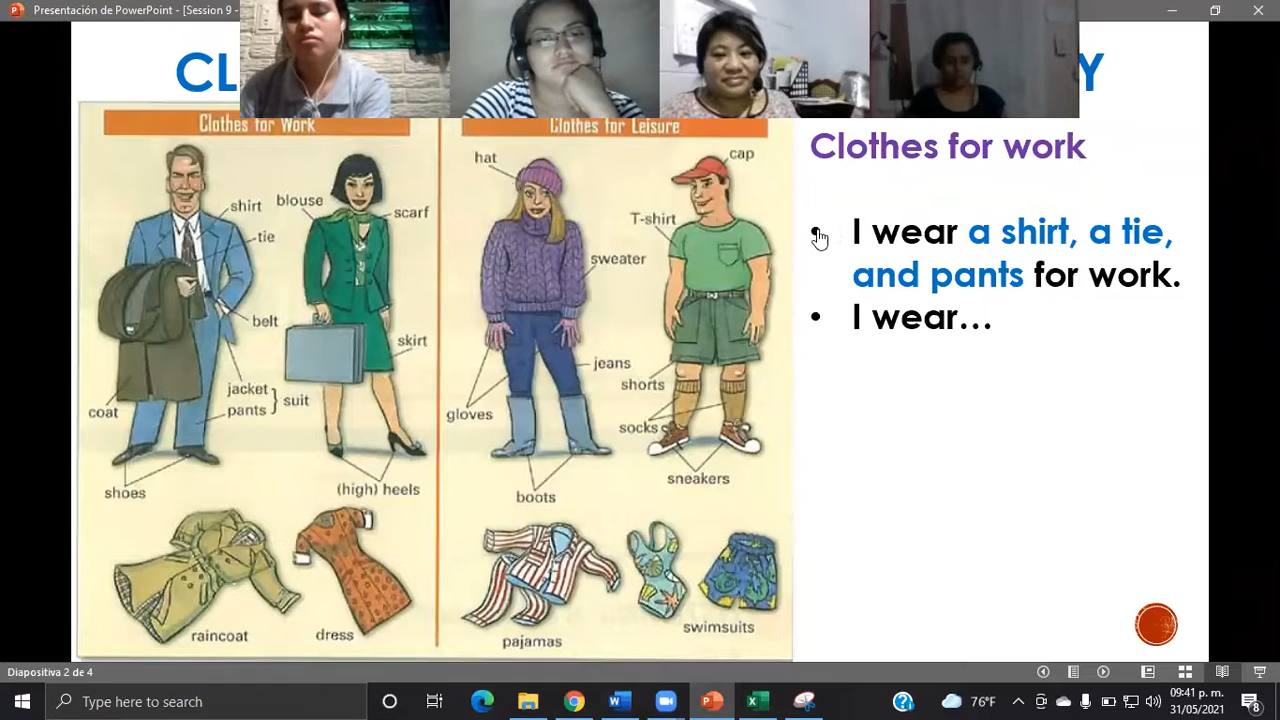 Presentación de PowerPoint - [Session 9 -
CL
Y
Clothes for Work
Clothes for Leisure
Clothes for work
hat
cap
shirt
blouse
scarf
T-shirt
tie
sweater
I wear a shirt, a tie,
and pants for work.
belt
skirt
I wear…
jeans
jacket
pants
suit
shorts
coat
gloves
socks
shoes
(high) heels
boots
sneakers
raincoat
dress
pajamas
swimsuits
Diapositiva 2 de 4
Type here to search
76°F
09:41 p. m.
31/05/2021
8